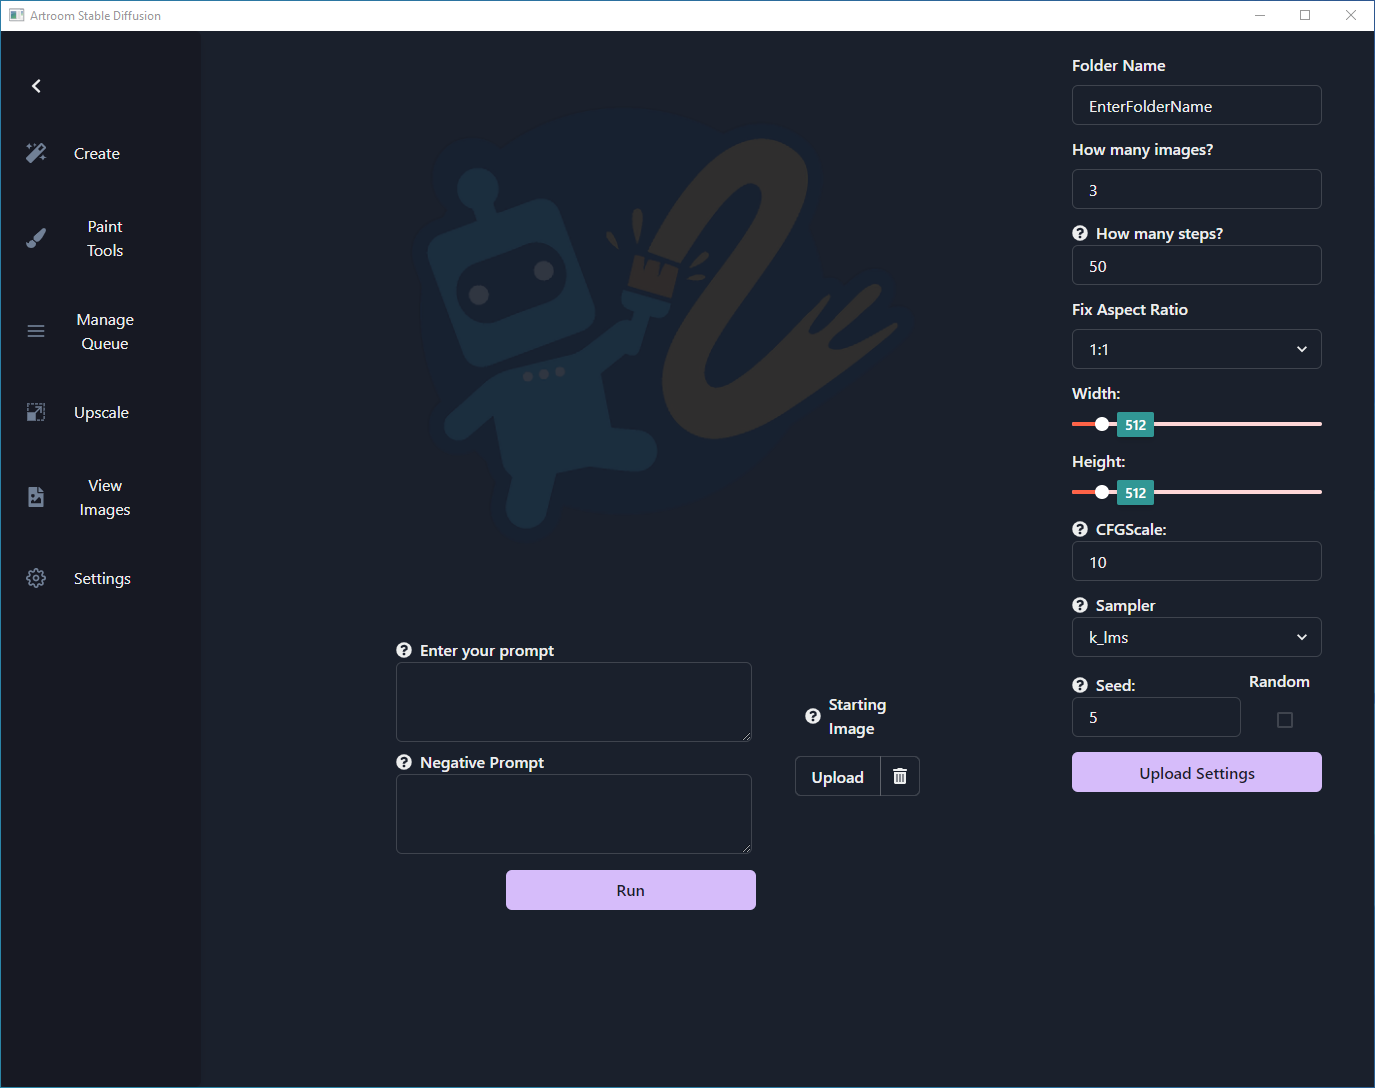 Artroom Stable Diffusion
Create
Paint
Tools
Manage
Queue
Upscale
View
Images
Settings
Enter your prompt
Negative Prompt
Run
Starting
Image
Upload
Folder Name
EnterFolderName
How many images?
3
How many steps?
50
Fix Aspect Ratio
1:1
Width:
512
Height:
512
CFGScale:
10
Sampler
k_lms
Seed:
Random
5
Upload Settings